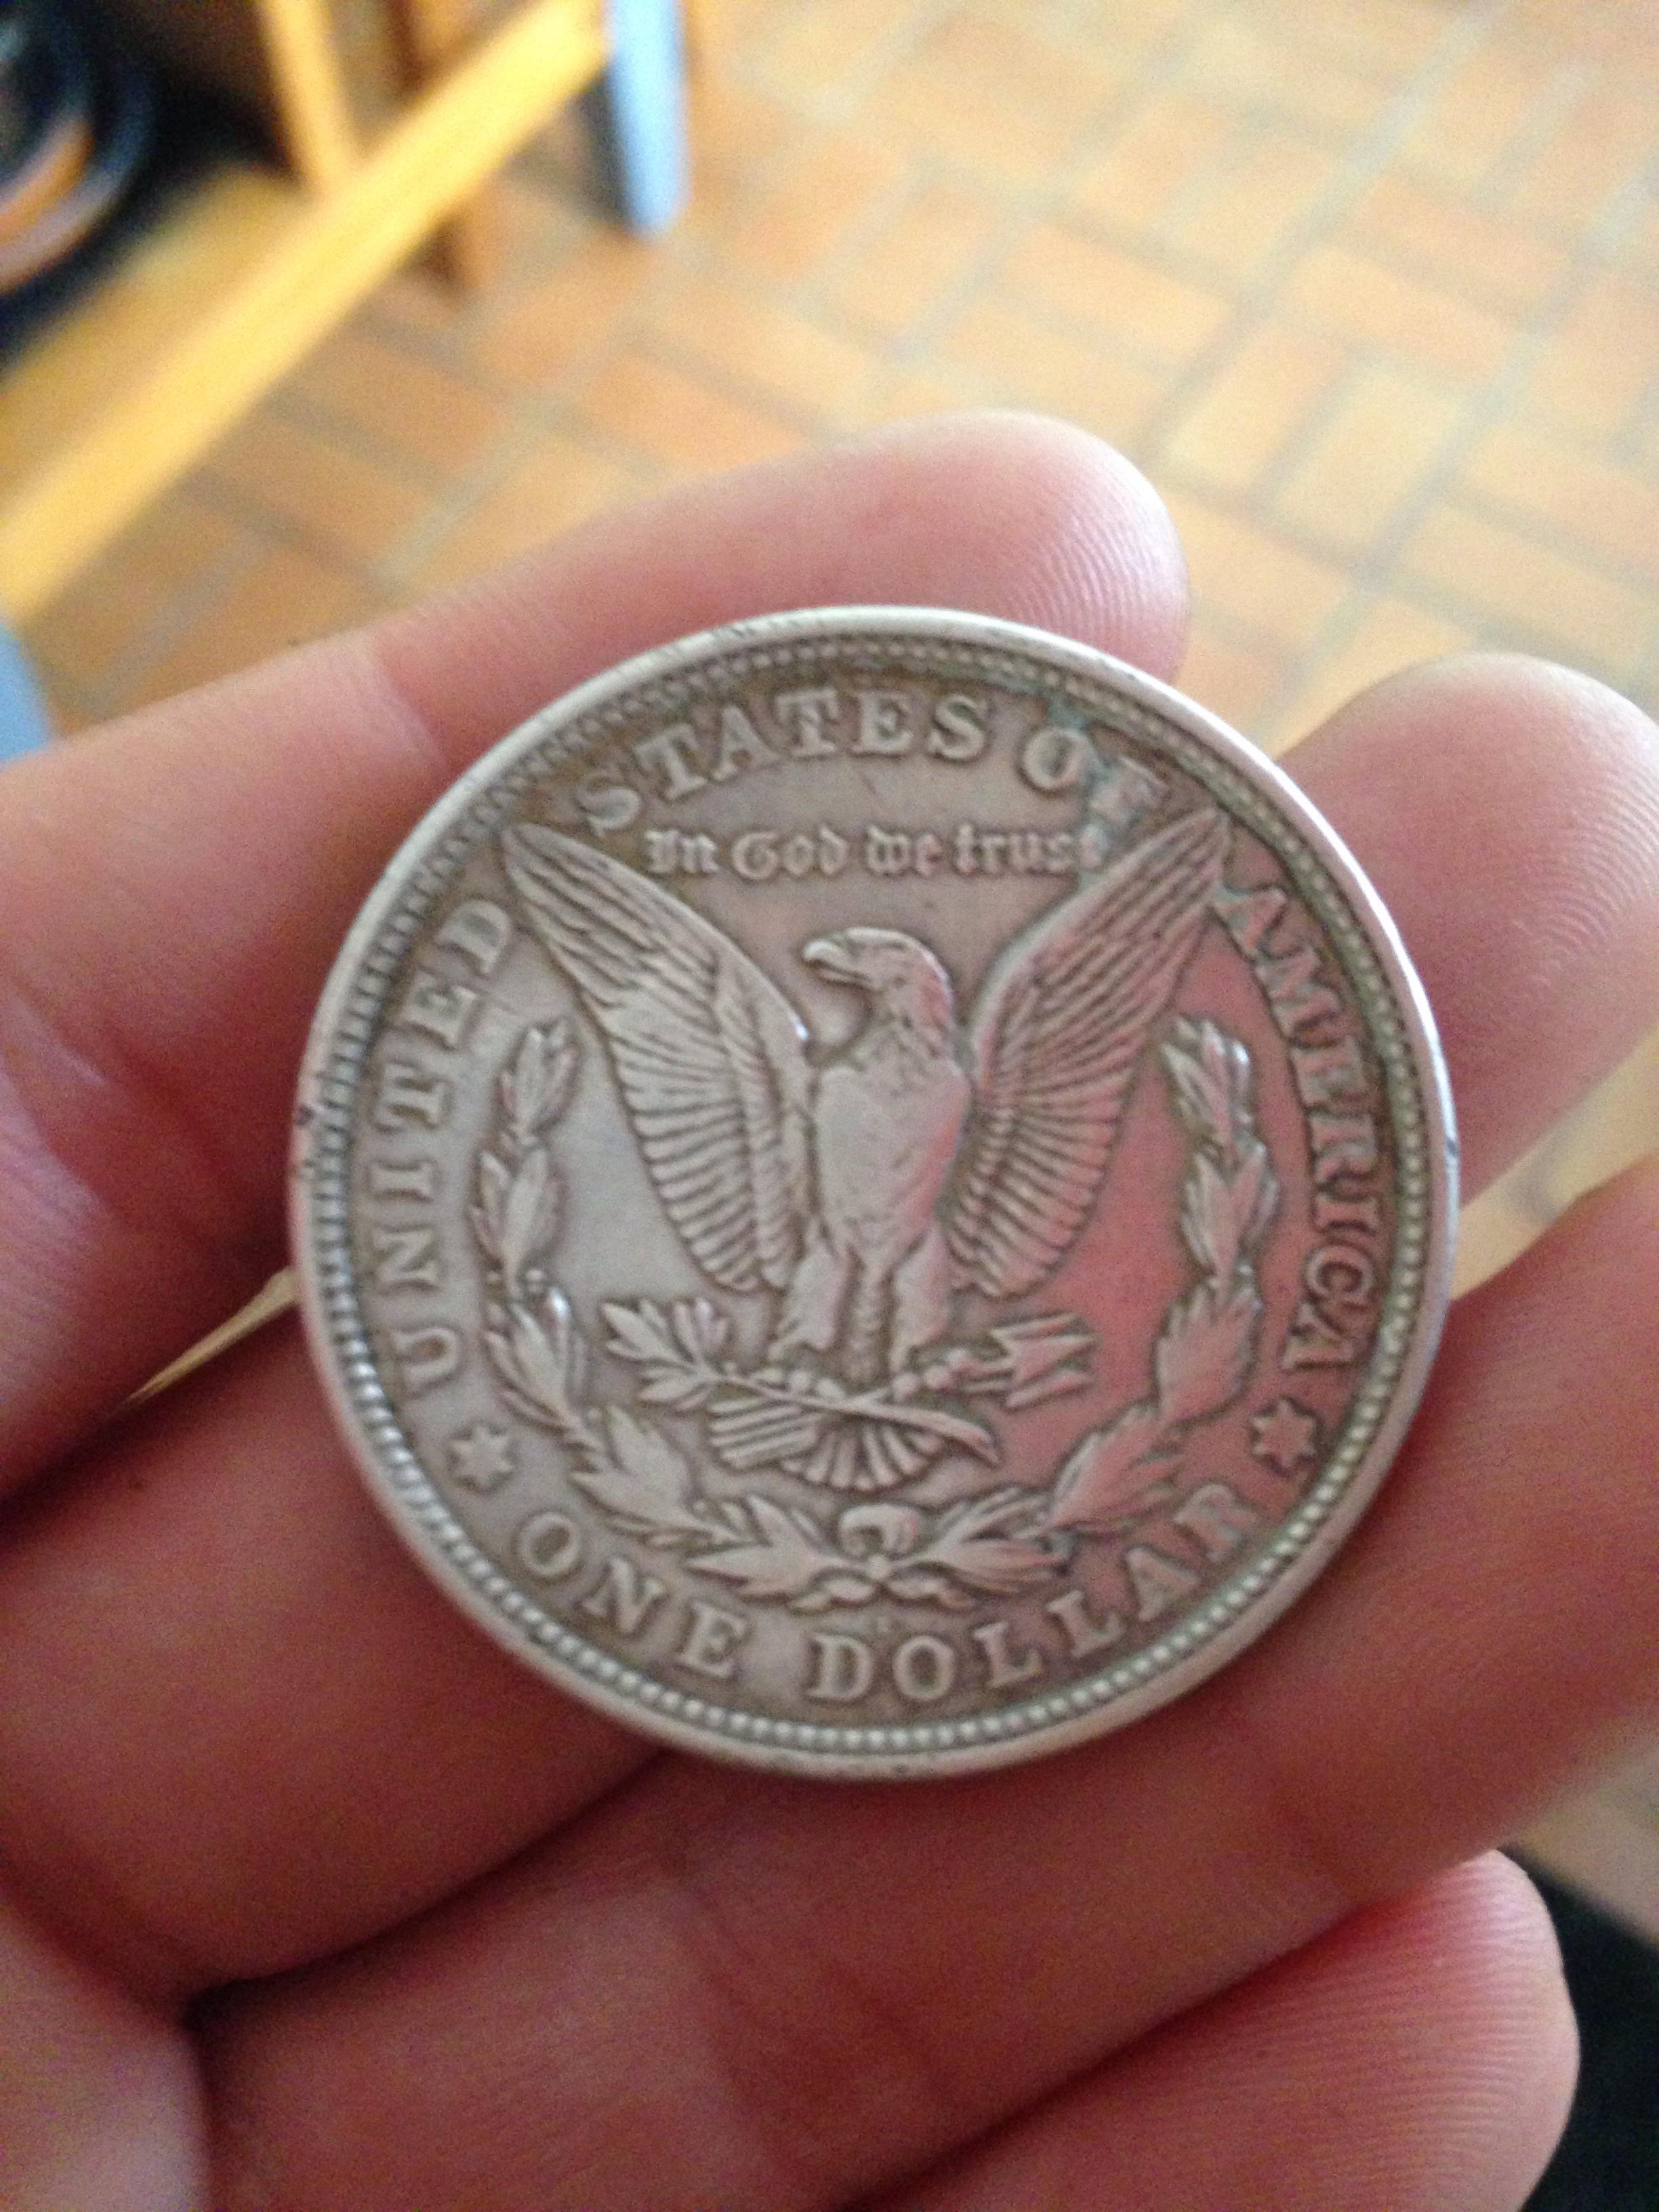 UNITED STATES OF AMERICA
In God we trust
ONE DOLLAR